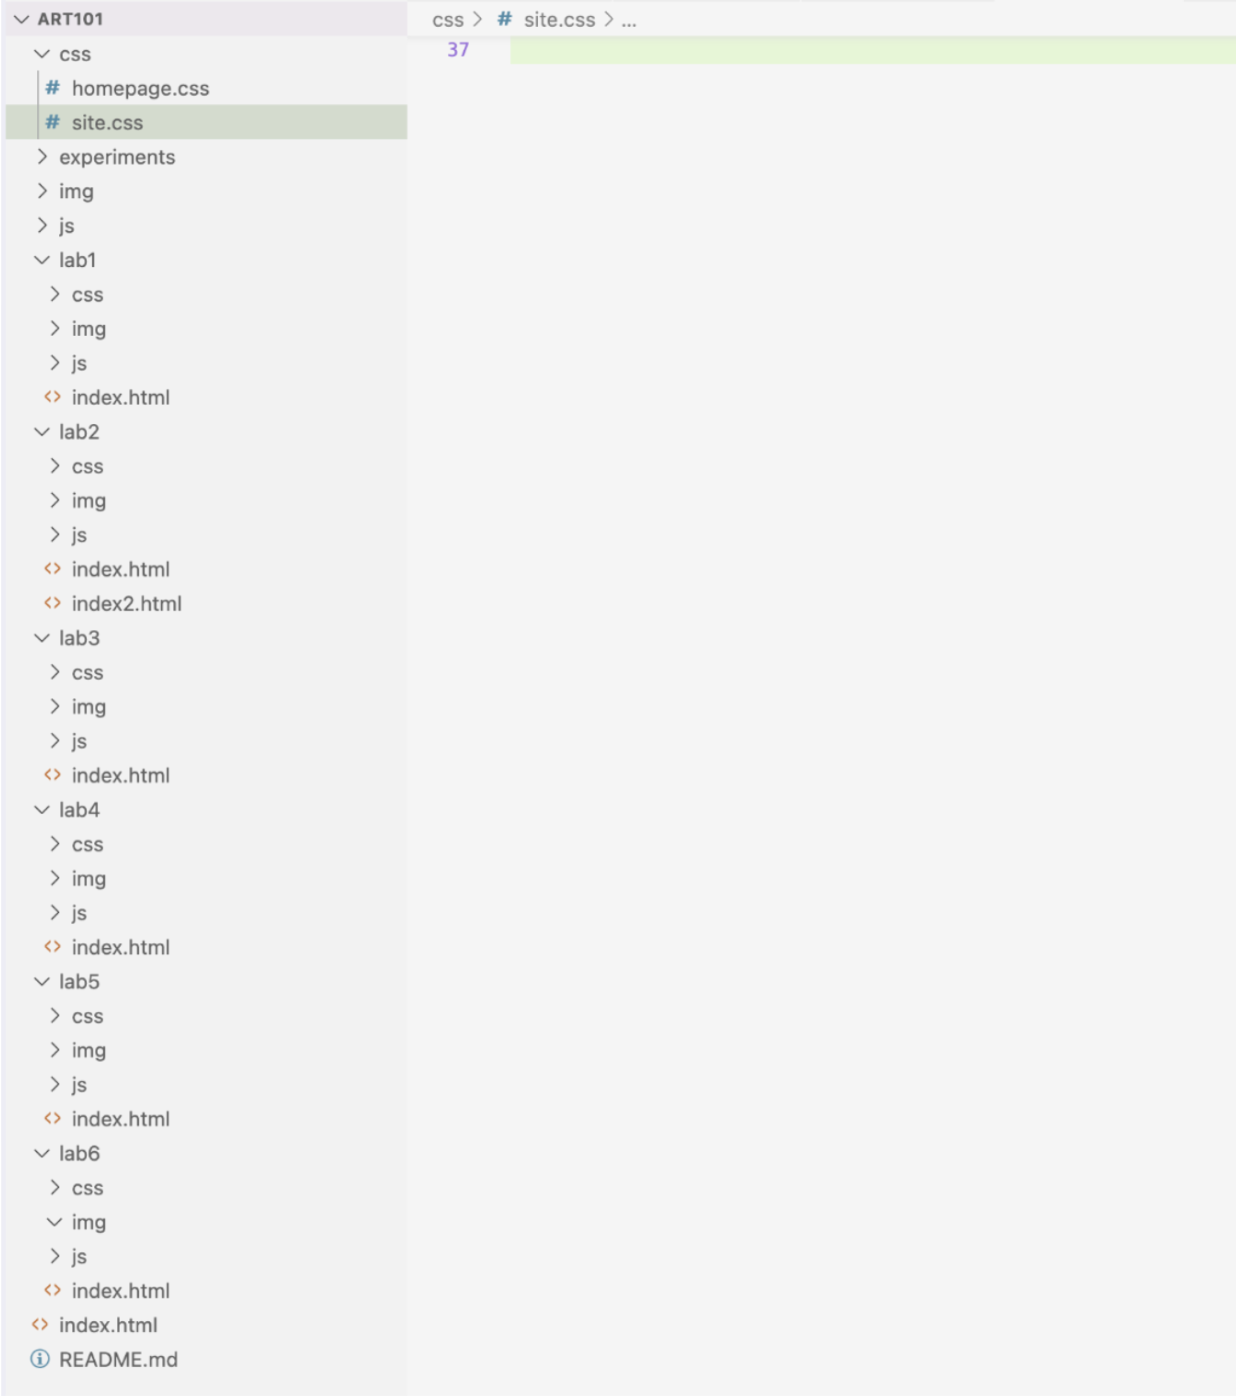 ART101
css
# homepage.css
# site.css
experiments
img
js
lab1
css
img
js
<> index.html
lab2
css
img
js
<> index.html
<> index2.html
lab3
css
img
js
<> index.html
lab4
css
img
js
<> index.html
lab5
css
img
js
<> index.html
lab6
css
img
js
<> index.html
<> index.html
README.md
css > # site.css > ...
37